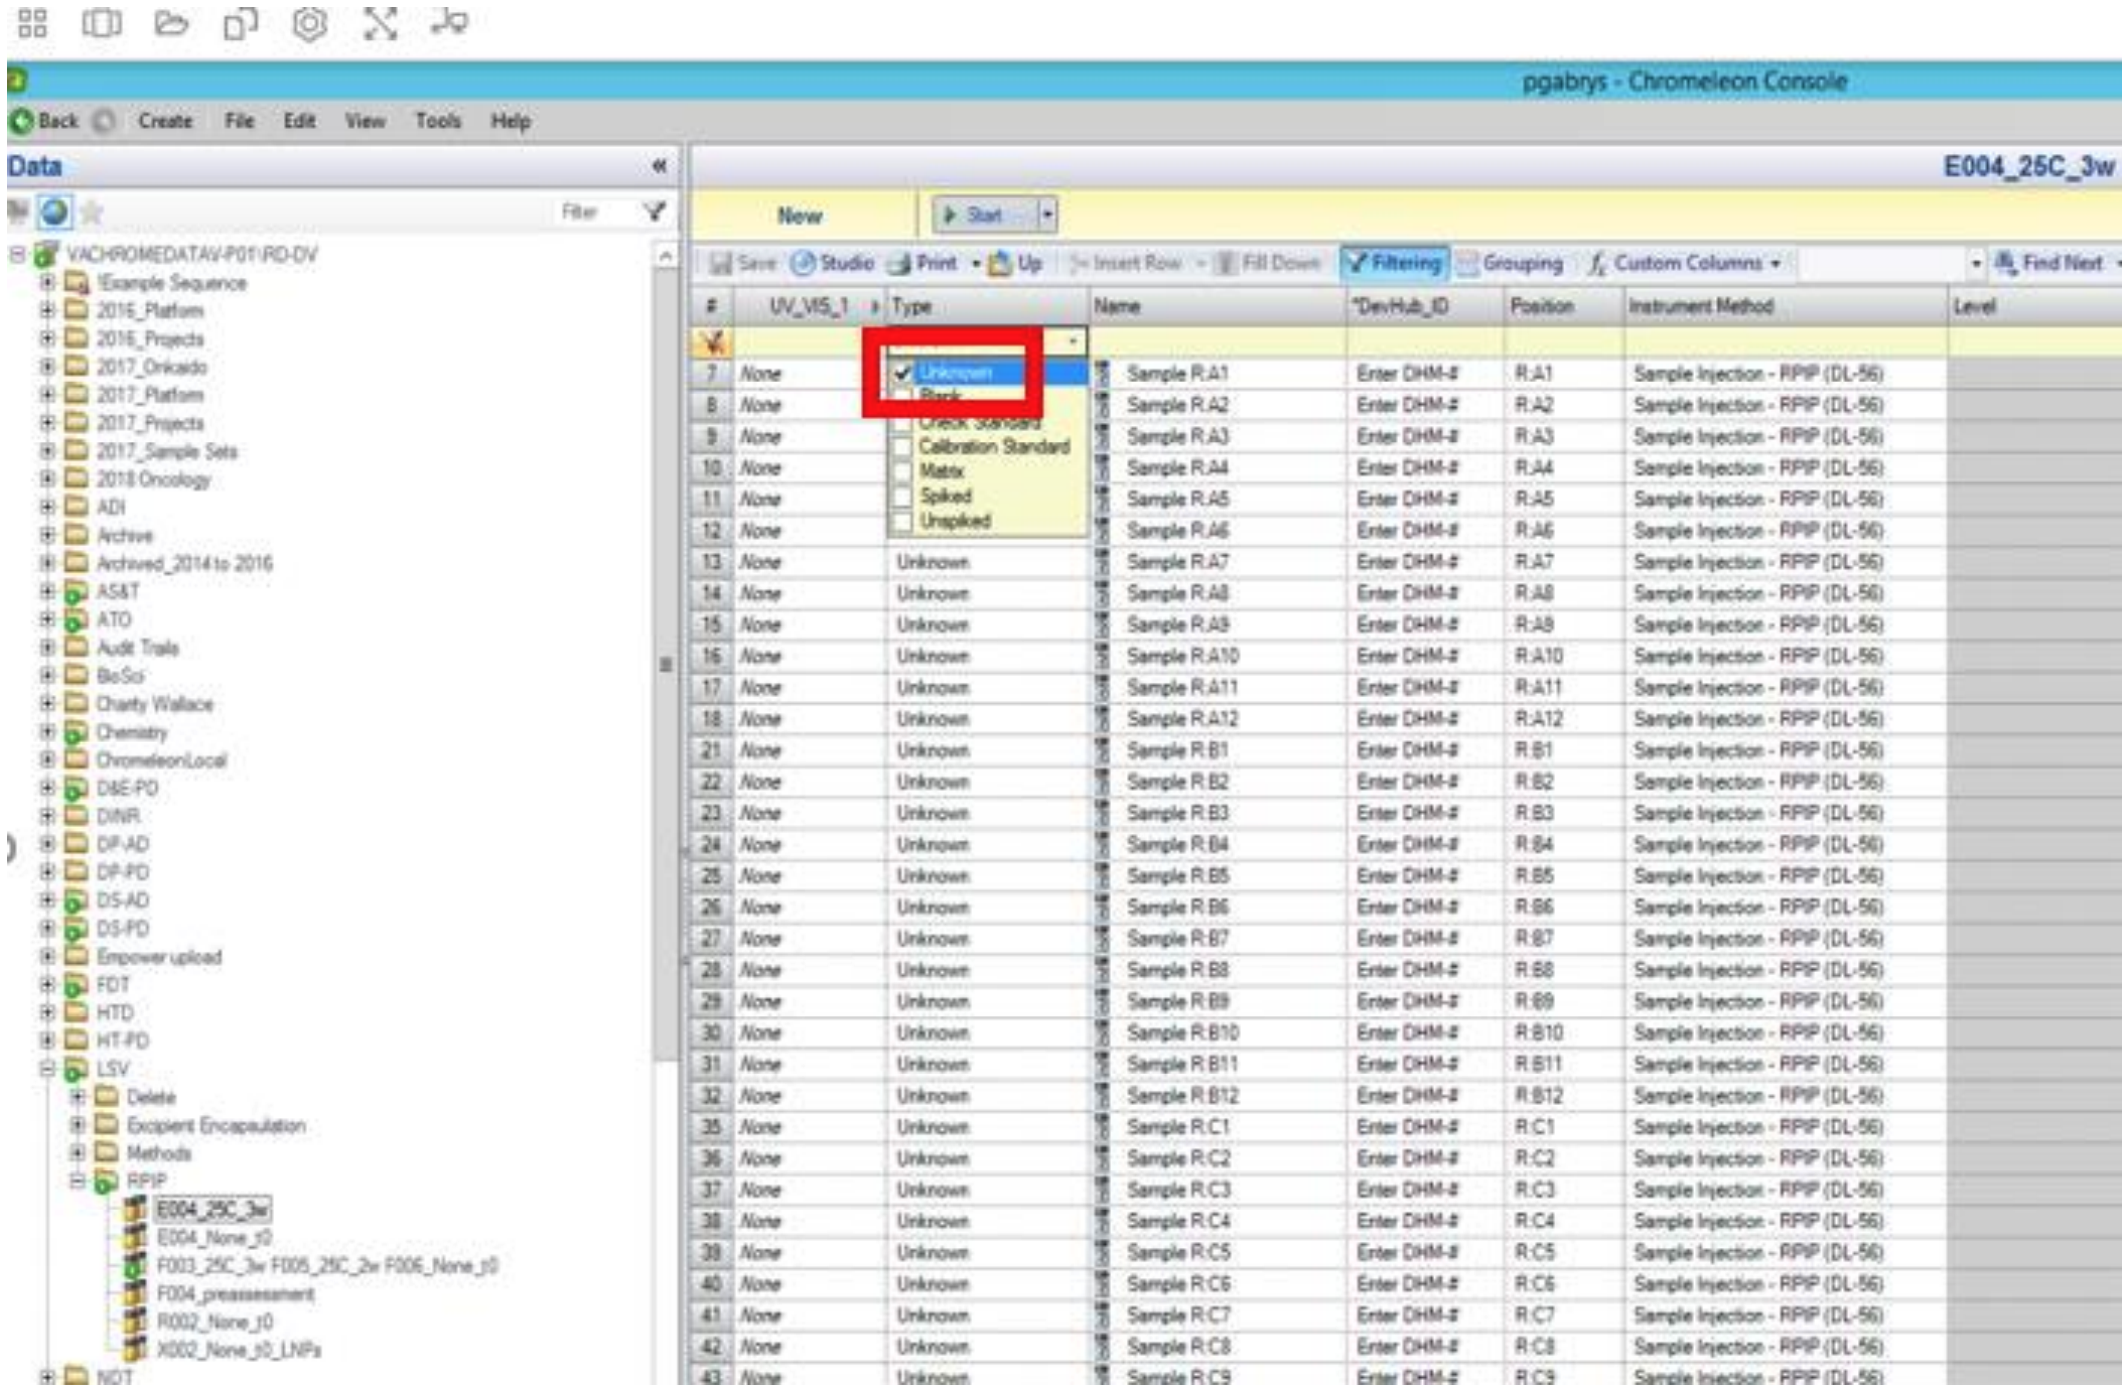 pgabrys - Chromeleon Console
Back Create File Edit View Tools Help
Data «
E004_25C_3w
Filter
New Start
Save Studio Print Up Insert Row Fill Down Filtering Grouping Custom Columns Find Next
# UV_VIS_1 Type Name *DevHub_ID Position Instrument Method Level
Unknown
Blank
Check Standard
Calibration Standard
Matrix
Spiked
Unspiked
7 None Sample R:A1 Enter DHM-# R:A1 Sample Injection - RPIP (DL-56)
8 None Sample R:A2 Enter DHM-# R:A2 Sample Injection - RPIP (DL-56)
9 None Sample R:A3 Enter DHM-# R:A3 Sample Injection - RPIP (DL-56)
10 None Sample R:A4 Enter DHM-# R:A4 Sample Injection - RPIP (DL-56)
11 None Sample R:A5 Enter DHM-# R:A5 Sample Injection - RPIP (DL-56)
12 None Sample R:A6 Enter DHM-# R:A6 Sample Injection - RPIP (DL-56)
13 None Unknown Sample R:A7 Enter DHM-# R:A7 Sample Injection - RPIP (DL-56)
14 None Unknown Sample R:A8 Enter DHM-# R:A8 Sample Injection - RPIP (DL-56)
15 None Unknown Sample R:A9 Enter DHM-# R:A9 Sample Injection - RPIP (DL-56)
16 None Unknown Sample R:A10 Enter DHM-# R:A10 Sample Injection - RPIP (DL-56)
17 None Unknown Sample R:A11 Enter DHM-# R:A11 Sample Injection - RPIP (DL-56)
18 None Unknown Sample R:A12 Enter DHM-# R:A12 Sample Injection - RPIP (DL-56)
21 None Unknown Sample R:B1 Enter DHM-# R:B1 Sample Injection - RPIP (DL-56)
22 None Unknown Sample R:B2 Enter DHM-# R:B2 Sample Injection - RPIP (DL-56)
23 None Unknown Sample R:B3 Enter DHM-# R:B3 Sample Injection - RPIP (DL-56)
24 None Unknown Sample R:B4 Enter DHM-# R:B4 Sample Injection - RPIP (DL-56)
25 None Unknown Sample R:B5 Enter DHM-# R:B5 Sample Injection - RPIP (DL-56)
26 None Unknown Sample R:B6 Enter DHM-# R:B6 Sample Injection - RPIP (DL-56)
27 None Unknown Sample R:B7 Enter DHM-# R:B7 Sample Injection - RPIP (DL-56)
28 None Unknown Sample R:B8 Enter DHM-# R:B8 Sample Injection - RPIP (DL-56)
29 None Unknown Sample R:B9 Enter DHM-# R:B9 Sample Injection - RPIP (DL-56)
30 None Unknown Sample R:B10 Enter DHM-# R:B10 Sample Injection - RPIP (DL-56)
31 None Unknown Sample R:B11 Enter DHM-# R:B11 Sample Injection - RPIP (DL-56)
32 None Unknown Sample R:B12 Enter DHM-# R:B12 Sample Injection - RPIP (DL-56)
35 None Unknown Sample R:C1 Enter DHM-# R:C1 Sample Injection - RPIP (DL-56)
36 None Unknown Sample R:C2 Enter DHM-# R:C2 Sample Injection - RPIP (DL-56)
37 None Unknown Sample R:C3 Enter DHM-# R:C3 Sample Injection - RPIP (DL-56)
38 None Unknown Sample R:C4 Enter DHM-# R:C4 Sample Injection - RPIP (DL-56)
39 None Unknown Sample R:C5 Enter DHM-# R:C5 Sample Injection - RPIP (DL-56)
40 None Unknown Sample R:C6 Enter DHM-# R:C6 Sample Injection - RPIP (DL-56)
41 None Unknown Sample R:C7 Enter DHM-# R:C7 Sample Injection - RPIP (DL-56)
42 None Unknown Sample R:C8 Enter DHM-# R:C8 Sample Injection - RPIP (DL-56)
43 None Unknown Sample R:C9 Enter DHM-# R:C9 Sample Injection - RPIP (DL-56)
VACHROMEDATAV-P01\RD-DV
!Example Sequence
2016_Platform
2016_Projects
2017_Onkaido
2017_Platform
2017_Projects
2017_Sample Sets
2018 Oncology
ADI
Archive
Archived_2014 to 2016
AS&T
ATO
Audit Trails
BioSci
Charity Wallace
Chemistry
ChromeleonLocal
D&E-PD
DINR
DP-AD
DP-PD
DS-AD
DS-PD
Empower upload
FDT
HTD
HT-PD
LSV
Delete
Excipient Encapsulation
Methods
RPIP
E004_25C_3w
E004_None_t0
F003_25C_3w F005_25C_2w F006_None_t0
F004_preassessment
R002_None_t0
X002_None_t0_LNPs
NDT